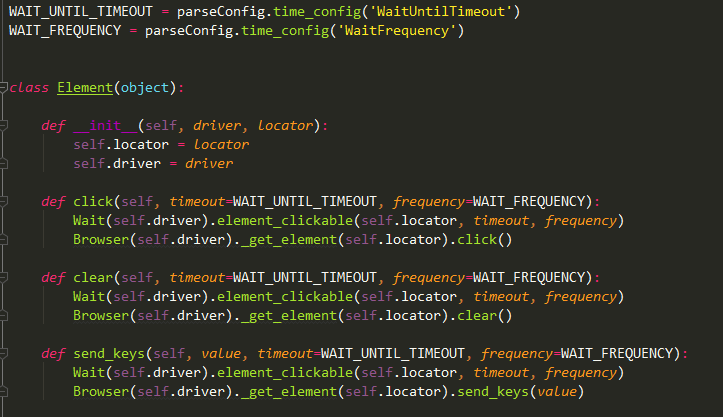 WAIT_UNTIL_TIMEOUT = parseConfig.time_config('WaitUntilTimeout')
WAIT_FREQUENCY = parseConfig.time_config('WaitFrequency')
class Element(object):
def __init__(self, driver, locator):
self.locator = locator
self.driver = driver
def click(self, timeout=WAIT_UNTIL_TIMEOUT, frequency=WAIT_FREQUENCY):
Wait(self.driver).element_clickable(self.locator, timeout, frequency)
Browser(self.driver)._get_element(self.locator).click()
def clear(self, timeout=WAIT_UNTIL_TIMEOUT, frequency=WAIT_FREQUENCY):
Wait(self.driver).element_clickable(self.locator, timeout, frequency)
Browser(self.driver)._get_element(self.locator).clear()
def send_keys(self, value, timeout=WAIT_UNTIL_TIMEOUT, frequency=WAIT_FREQUENCY):
Wait(self.driver).element_clickable(self.locator, timeout, frequency)
Browser(self.driver)._get_element(self.locator).send_keys(value)